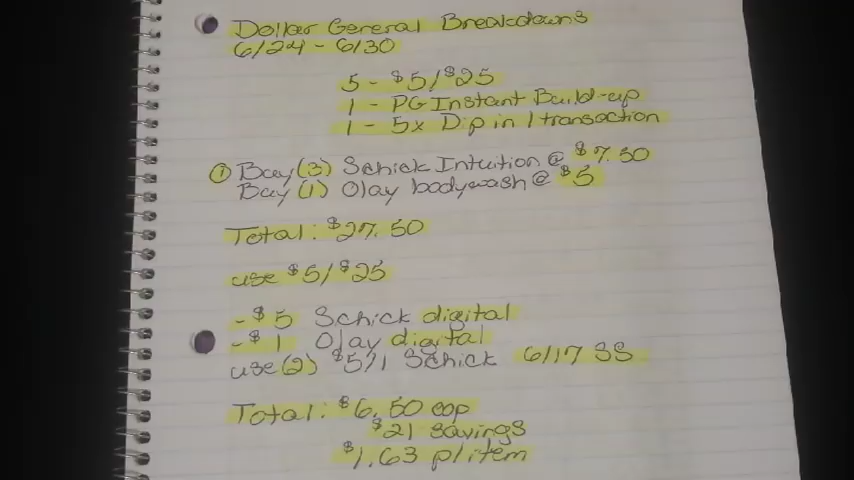 Dollar General Breakdowns
6/24 - 6/30
5 - $5/$25
1 - PG Instant Build-up
1 - 5x Dip in 1 transaction
① Buy (3) Schick Intuition @ $7.50
Buy (1) Olay bodywash @ $5
Total: $27.50
use $5/$25
- $5 Schick digital
- $1 Olay digital
use (2) $5/1 Schick 6/17 SS
Total: $6.50 oop
$21 savings
$1.63 p/item